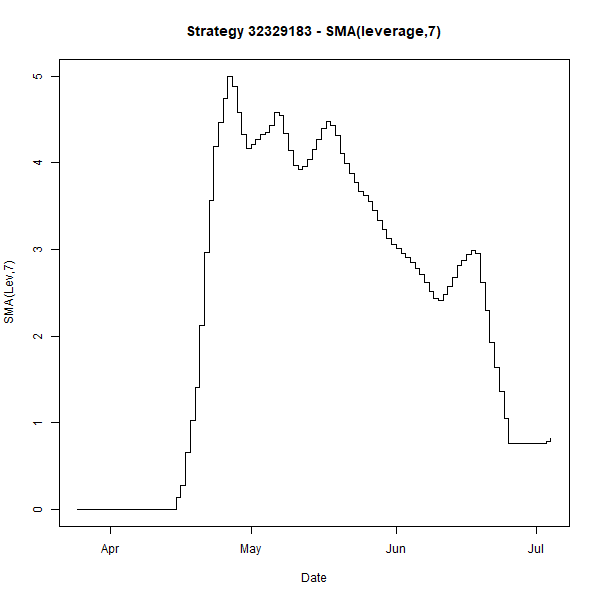 Strategy 32329183 - SMA(leverage,7)
SMA(Lev,7)
5
4
3
2
1
0
Apr
May
Jun
Jul
Date